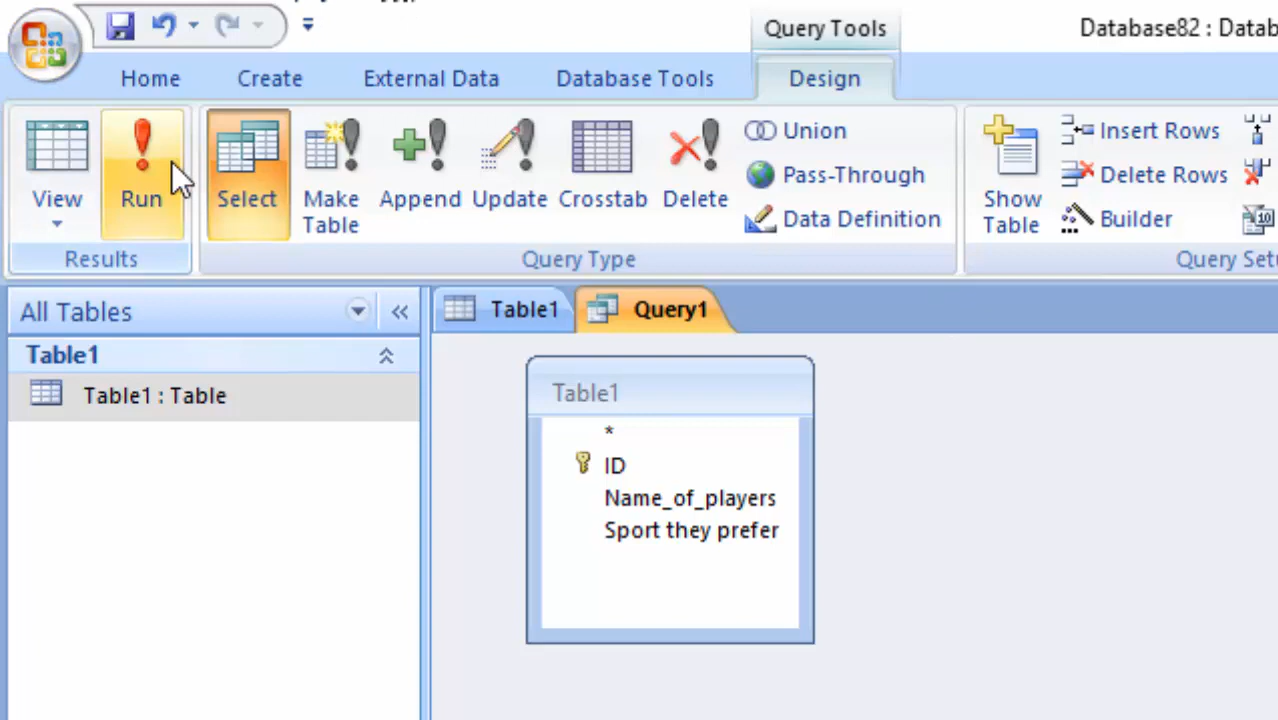 Query Tools
Database82 : Datab
Home Create External Data Database Tools Design
View
Run
Select
Make Table
Append
Update
Crosstab
Delete
Union
Pass-Through
Data Definition
Show Table
Insert Rows
Delete Rows
Builder
Results
Query Type
Query Setu
All Tables
Table1
Table1 : Table
Table1
Query1
Table1
*
ID
Name_of_players
Sport they prefer